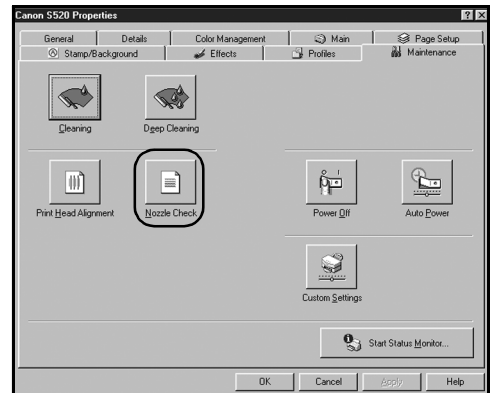 Canon S520 Properties
General Details Color Management Main Page Setup
Stamp/Background Effects Profiles Maintenance
Cleaning Deep Cleaning
Print Head Alignment Nozzle Check Power Off Auto Power
Custom Settings
Start Status Monitor...
OK Cancel Apply Help